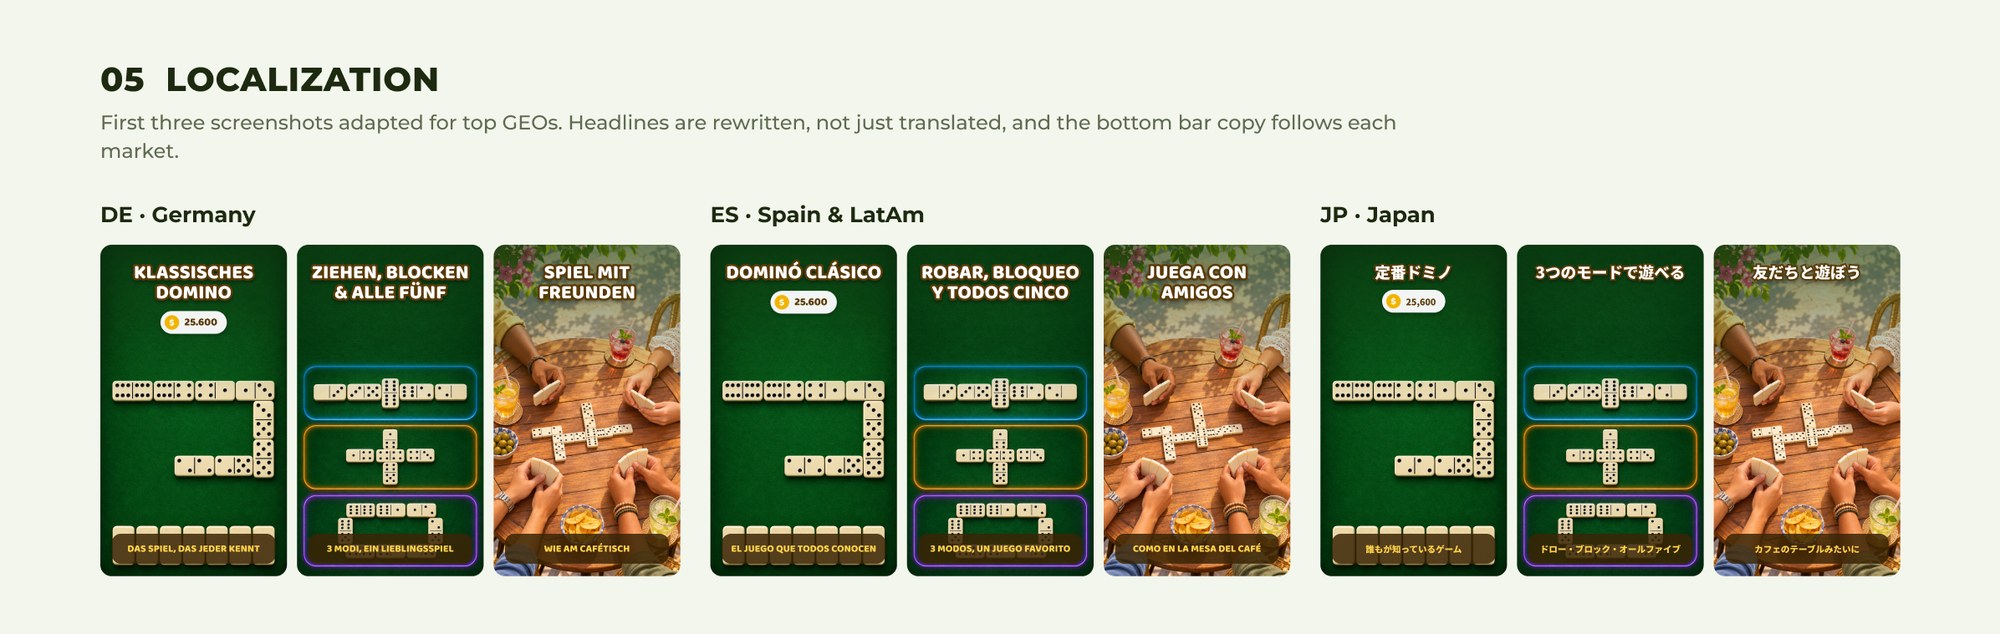 05 LOCALIZATION
First three screenshots adapted for top GEOs. Headlines are rewritten, not just translated, and the bottom bar copy follows each
market.
DE · Germany
KLASSISCHES
DOMINO
$ 25.600
DAS SPIEL, DAS JEDER KENNT
ZIEHEN, BLOCKEN
& ALLE FÜNF
3 MODI, EIN LIEBLINGSSPIEL
SPIEL MIT
FREUNDEN
WIE AM CAFÉTISCH
ES · Spain & LatAm
DOMINÓ CLÁSICO
$ 25.600
EL JUEGO QUE TODOS CONOCEN
ROBAR, BLOQUEO
Y TODOS CINCO
3 MODOS, UN JUEGO FAVORITO
JUEGA CON
AMIGOS
COMO EN LA MESA DEL CAFÉ
JP · Japan
定番ドミノ
$ 25,600
誰もが知っているゲーム
3つのモードで遊べる
ドロー・ブロック・オールファイブ
友だちと遊ぼう
カフェのテーブルみたいに